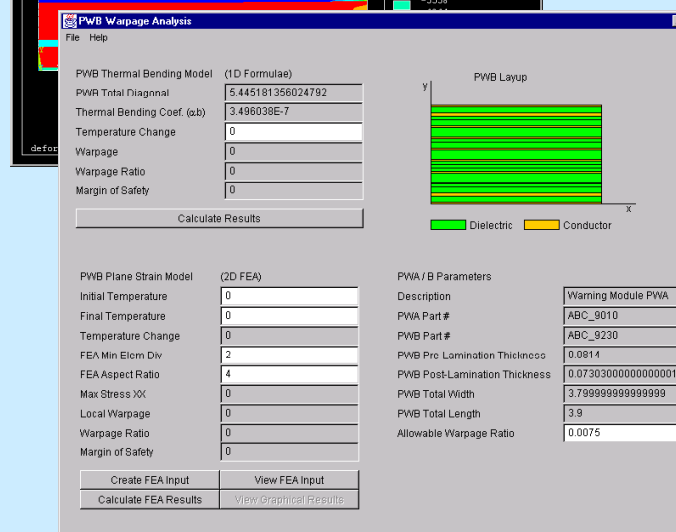 PWB Warpage Analysis
File Help
PWB Thermal Bending Model (1D Formulae)
PWB Total Diagonal 5.445181356024792
Thermal Bending Coef. (αb) 3.496038E-7
Temperature Change 0
Warpage 0
Warpage Ratio 0
Margin of Safety 0
Calculate Results
PWB Layup
y
x
Dielectric Conductor
defor
PWB Plane Strain Model (2D FEA)
Initial Temperature 0
Final Temperature 0
Temperature Change 0
FEA Min Elem Div 2
FEA Aspect Ratio 4
Max Stress XX 0
Local Warpage 0
Warpage Ratio 0
Margin of Safety 0
Create FEA Input View FEA Input
Calculate FEA Results View Graphical Results
PWA / B Parameters
Description Warning Module PWA
PWA Part # ABC_9010
PWB Part # ABC_9230
PWB Pre-Lamination Thickness 0.0814
PWB Post-Lamination Thickness 0.07303000000000001
PWB Total Width 3.799999999999999
PWB Total Length 3.9
Allowable Warpage Ratio 0.0075